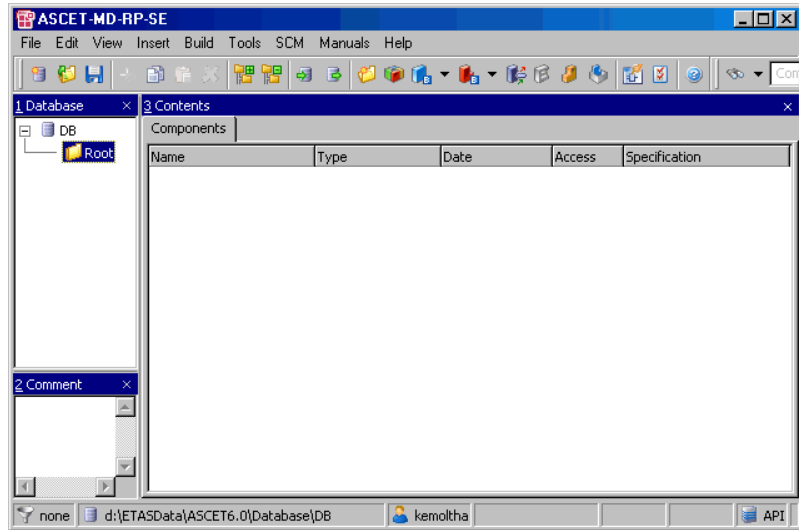 ASCET-MD-RP-SE
File Edit View Insert Build Tools SCM Manuals Help
Com
1 Database
3 Contents
DB
Root
Components
Name Type Date Access Specification
2 Comment
none d:\ETASData\ASCET6.0\Database\DB kemoltha API